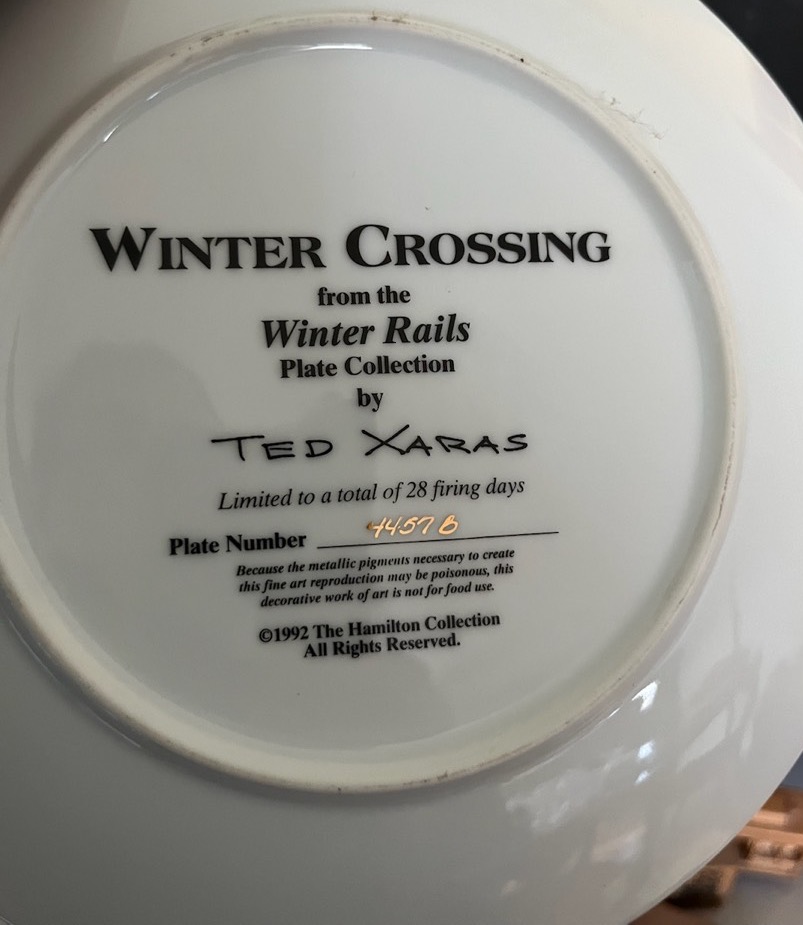 WINTER CROSSING
from the
Winter Rails
Plate Collection
by
TED XARAS
Limited to a total of 28 firing days
Plate Number 4457 B
Because the metallic pigments necessary to create
this fine art reproduction may be poisonous, this
decorative work of art is not for food use.
©1992 The Hamilton Collection
All Rights Reserved.